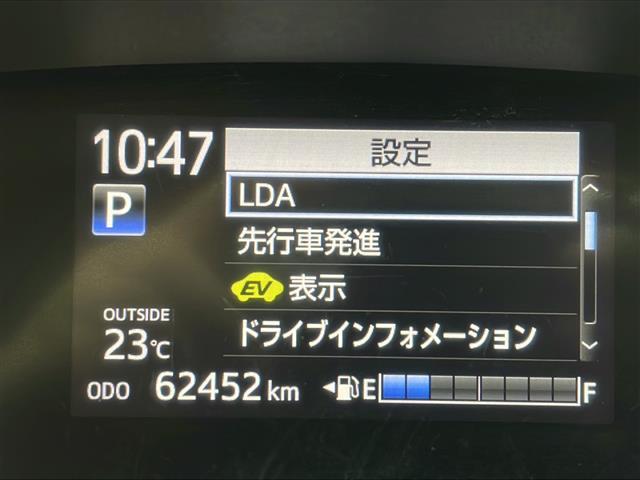 10:47
設定
P
LDA
先行車発進
EV 表示
ドライブインフォメーション
OUTSIDE
23℃
ODO 62452 km
E F